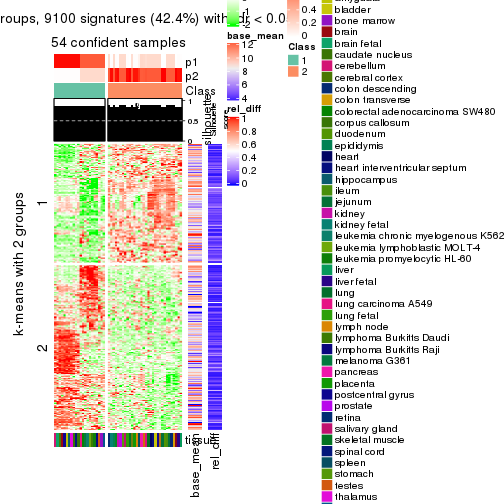 roups, 9100 signatures (42.4%) with fdr < 0.0
54 confident samples
p1
p2
Class
1
0.5
0
silhouette
k-means with 2 groups
1
2
tissue
base_mean
rel_diff
-2
base_mean
12
10
8
6
4
rel_diff
1
0.8
0.6
0.4
0.2
0
0.4
0.2
0
Class
1
2
bladder
bone marrow
brain
brain fetal
caudate nucleus
cerebellum
cerebral cortex
colon descending
colon transverse
colorectal adenocarcinoma SW480
corpus callosum
duodenum
epididymis
heart
heart interventricular septum
hippocampus
ileum
jejunum
kidney
kidney fetal
leukemia chronic myelogenous K562
leukemia lymphoblastic MOLT-4
leukemia promyelocytic HL-60
liver
liver fetal
lung
lung carcinoma A549
lung fetal
lymph node
lymphoma Burkitts Daudi
lymphoma Burkitts Raji
melanoma G361
pancreas
placenta
postcentral gyrus
prostate
retina
salivary gland
skeletal muscle
spinal cord
spleen
stomach
testes
thalamus